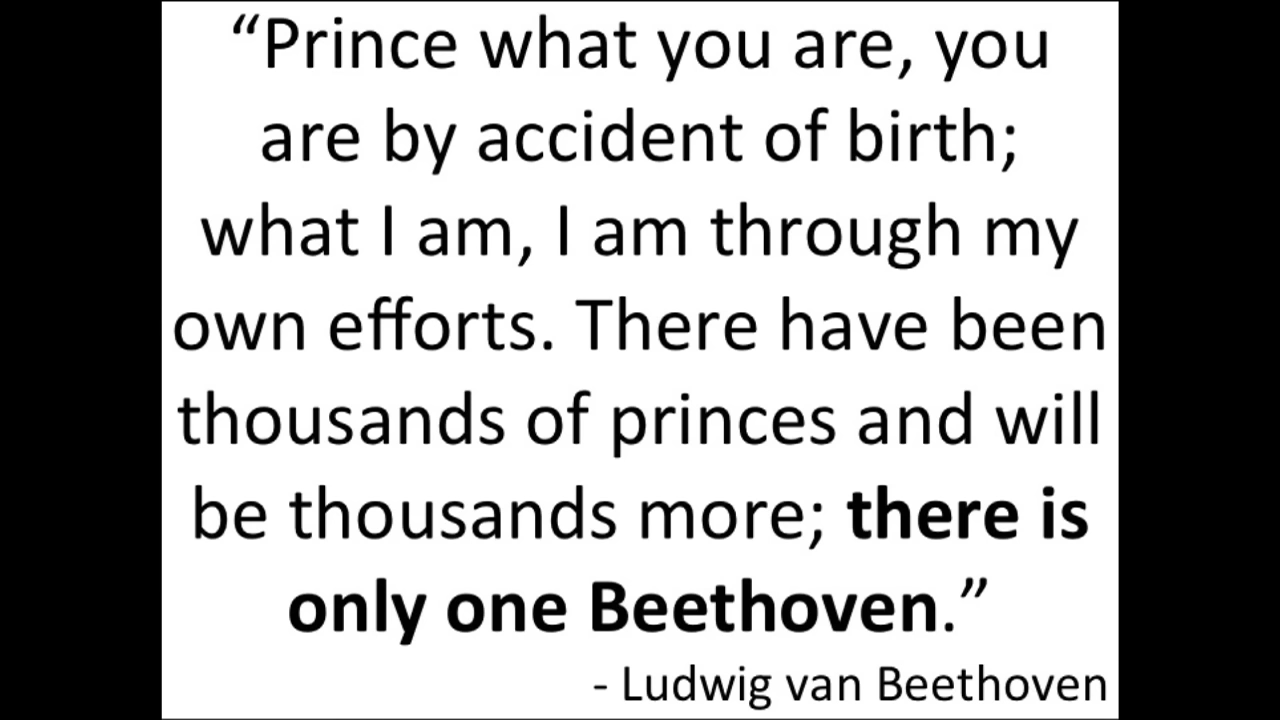 “Prince what you are, you
are by accident of birth;
what I am, I am through my
own efforts. There have been
thousands of princes and will
be thousands more; there is
only one Beethoven.”
- Ludwig van Beethoven